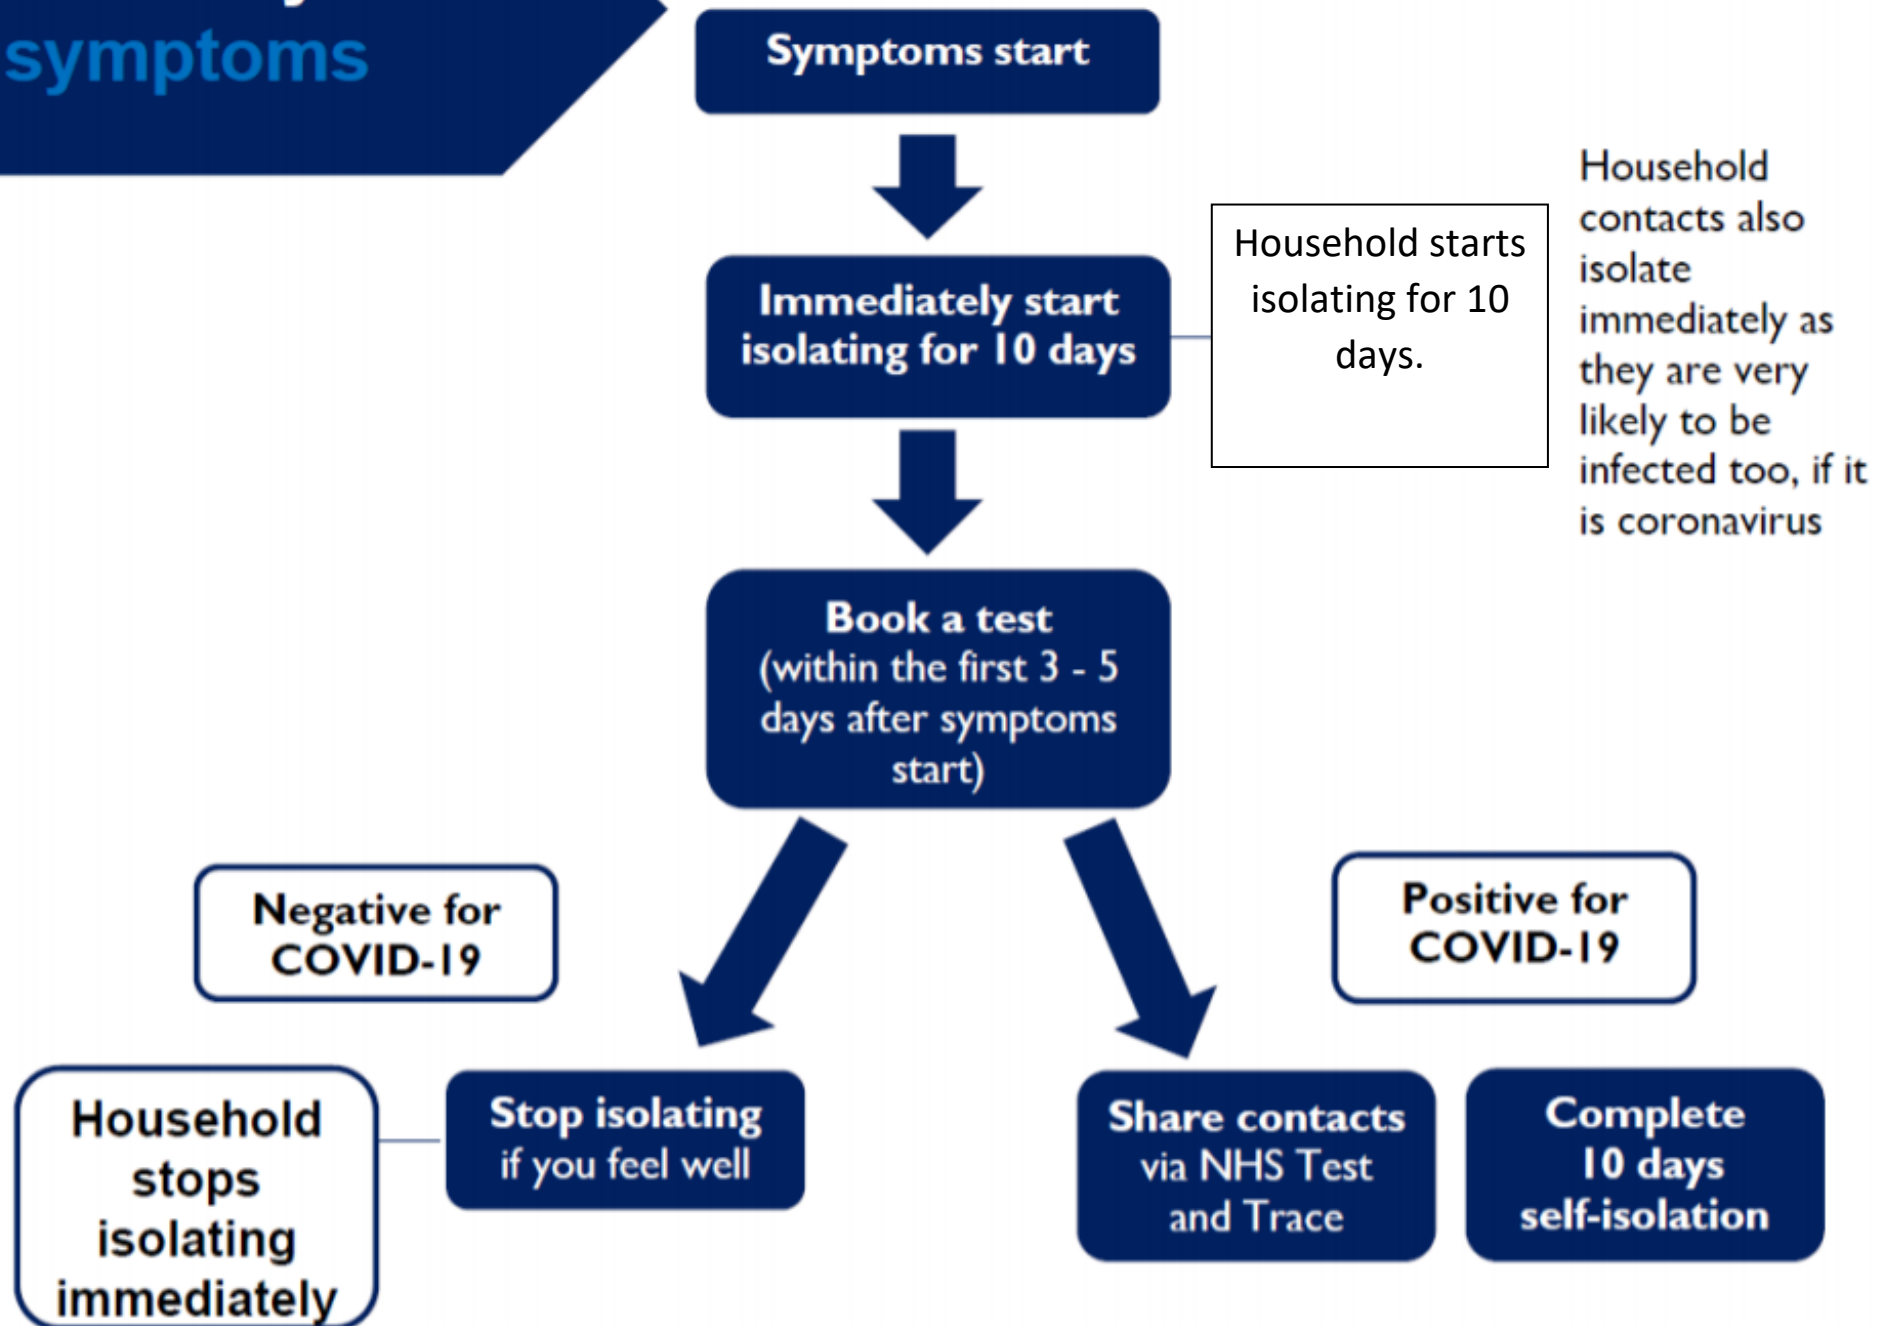 symptoms
Symptoms start
Immediately start
isolating for 10 days
Household starts
isolating for 10
days.
Household
contacts also
isolate
immediately as
they are very
likely to be
infected too, if it
is coronavirus
Book a test
(within the first 3 - 5
days after symptoms
start)
Negative for
COVID-19
Positive for
COVID-19
Household
stops
isolating
immediately
Stop isolating
if you feel well
Share contacts
via NHS Test
and Trace
Complete
10 days
self-isolation